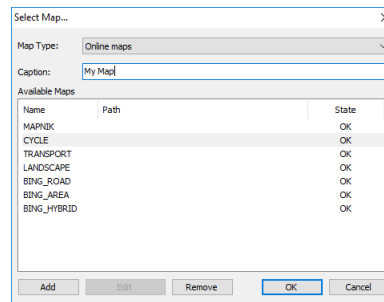 Select Map...
Map Type: Online maps
Caption: My Map
Available Maps
Name Path State
MAPNIK OK
CYCLE OK
TRANSPORT OK
LANDSCAPE OK
BING_ROAD OK
BING_AREA OK
BING_HYBRID OK
Add Edit Remove OK Cancel